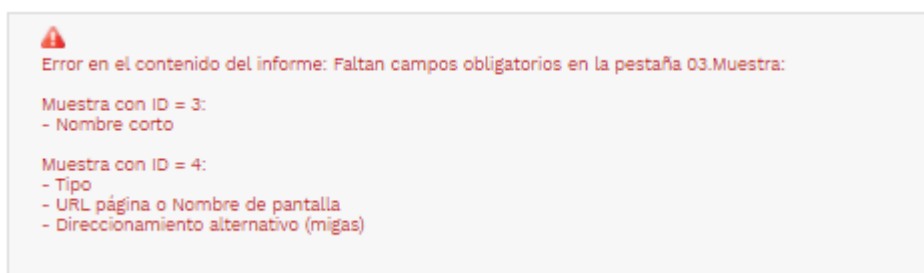 Error en el contenido del informe: Faltan campos obligatorios en la pestaña 03.Muestra:
Muestra con ID = 3:
- Nombre corto
Muestra con ID = 4:
- Tipo
- URL página o Nombre de pantalla
- Direccionamiento alternativo (migas)